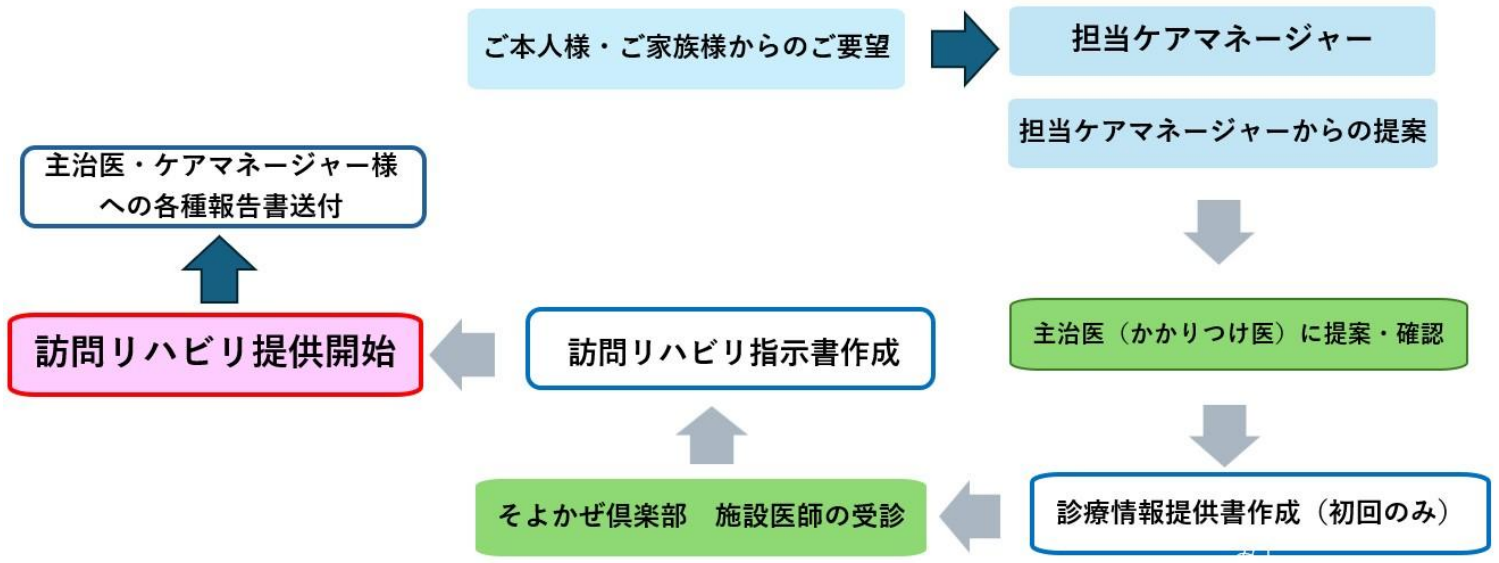 ご本人様・ご家族様からのご要望
担当ケアマネージャー
担当ケアマネージャーからの提案
主治医（かかりつけ医）に提案・確認
診療情報提供書作成（初回のみ）
そよかぜ倶楽部　施設医師の受診
訪問リハビリ指示書作成
訪問リハビリ提供開始
主治医・ケアマネージャー様
への各種報告書送付